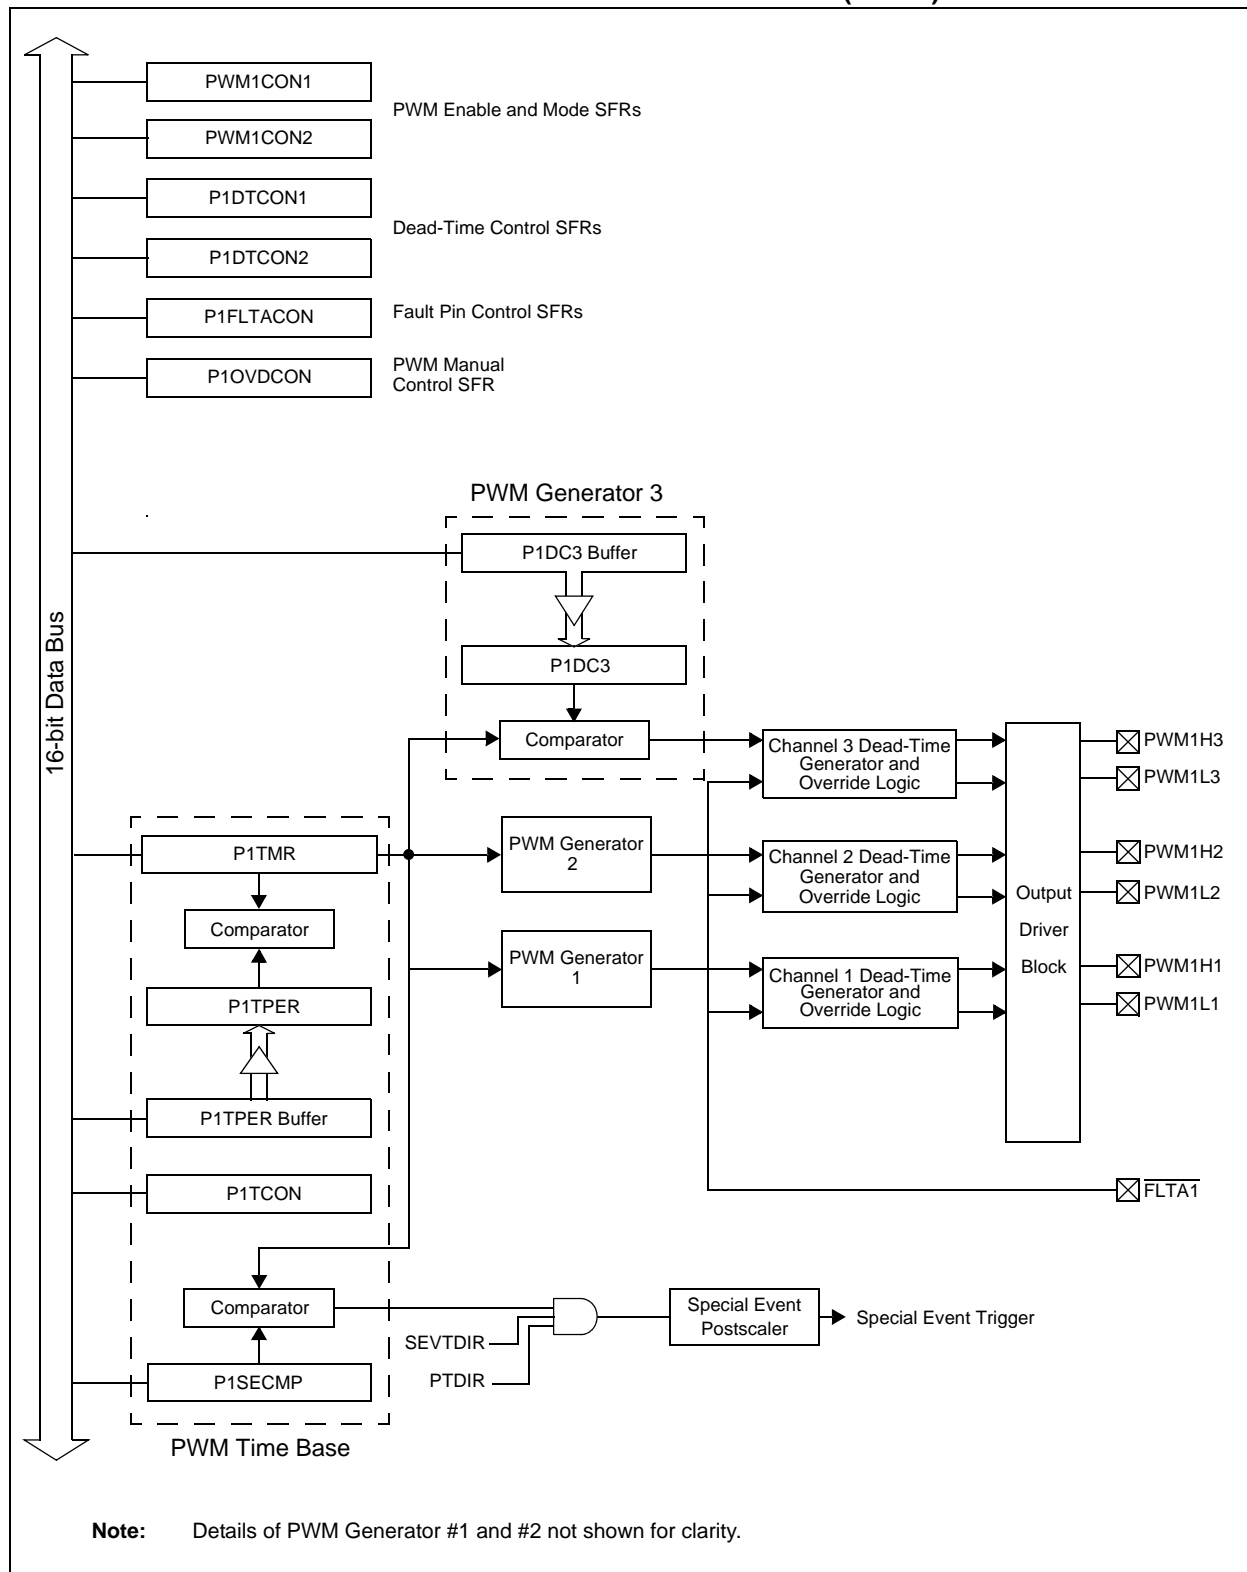 PWM1CON1
PWM Enable and Mode SFRs
PWM1CON2
P1DTCON1
Dead-Time Control SFRs
P1DTCON2
P1FLTACON
Fault Pin Control SFRs
P1OVDCON
PWM Manual
Control SFR
16-bit Data Bus
PWM Generator 3
P1DC3 Buffer
P1DC3
Comparator
Channel 3 Dead-Time
Generator and
Override Logic
PWM1H3
PWM1L3
P1TMR
PWM Generator
2
Channel 2 Dead-Time
Generator and
Override Logic
PWM1H2
PWM1L2
Comparator
Output
Driver
Block
PWM Generator
1
Channel 1 Dead-Time
Generator and
Override Logic
PWM1H1
PWM1L1
P1TPER
P1TPER Buffer
P1TCON
FLTA1
Comparator
SEVTDIR
PTDIR
Special Event
Postscaler
Special Event Trigger
P1SECMP
PWM Time Base
Note: Details of PWM Generator #1 and #2 not shown for clarity.